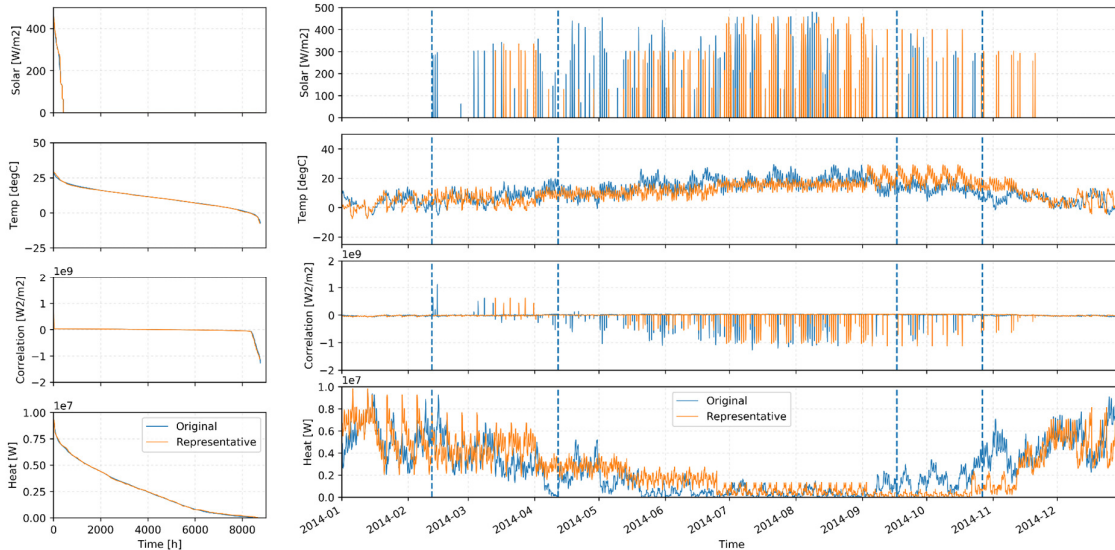 Solar [W/m2]
400
200
0
Solar [W/m2]
500
400
300
200
100
0
Temp [degC]
50
25
0
−25
Temp [degC]
40
20
0
−20
Correlation [W2/m2]
1e9
2
1
0
−1
−2
Correlation [W2/m2]
1e9
2
1
0
−1
−2
Heat [W]
1e7
1.00
0.75
0.50
0.25
0.00
Original
Representative
0 2000 4000 6000 8000
Time [h]
Heat [W]
1e7
1.0
0.8
0.6
0.4
0.2
0.0
Original
Representative
2014-01 2014-02 2014-03 2014-04 2014-05 2014-06 2014-07 2014-08 2014-09 2014-10 2014-11 2014-12
Time